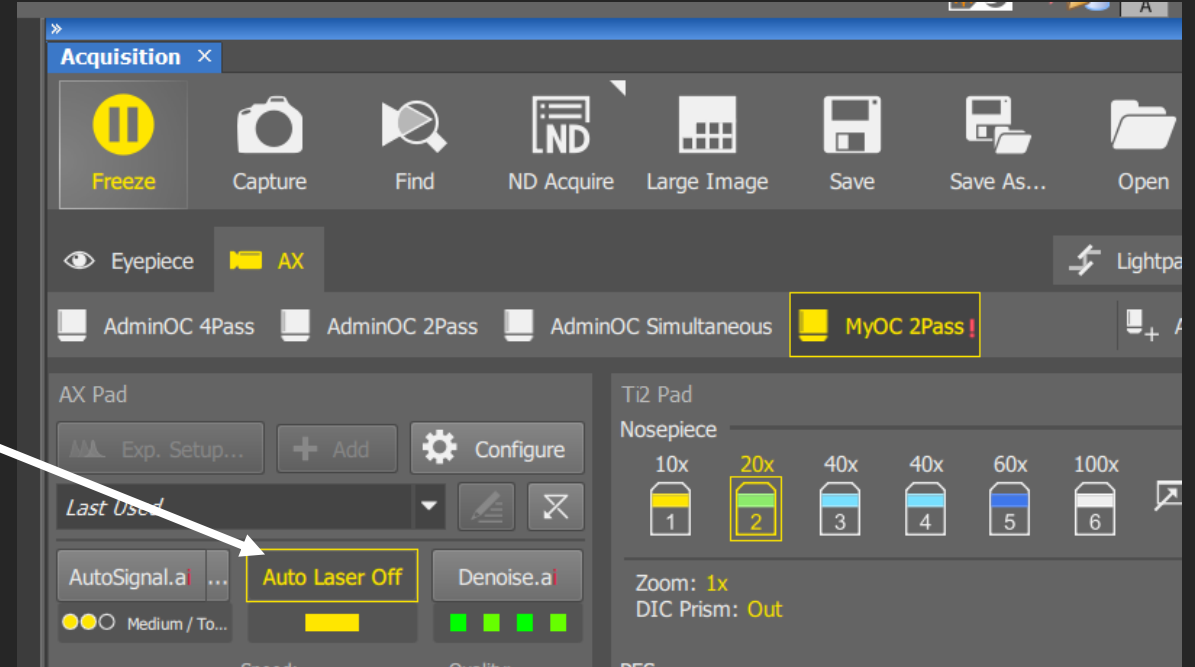 A
»
Acquisition ×
Freeze Capture Find ND ND Acquire Large Image Save Save As... Open
Eyepiece AX
AdminOC 4Pass AdminOC 2Pass AdminOC Simultaneous MyOC 2Pass! A
AX Pad
Exp. Setup... Add Configure
Last Used
AutoSignal.ai ... Auto Laser Off Denoise.ai
Medium / To...
Ti2 Pad
Nosepiece
10x 20x 40x 40x 60x 100x
1 2 3 4 5 6
Zoom: 1x
DIC Prism: Out